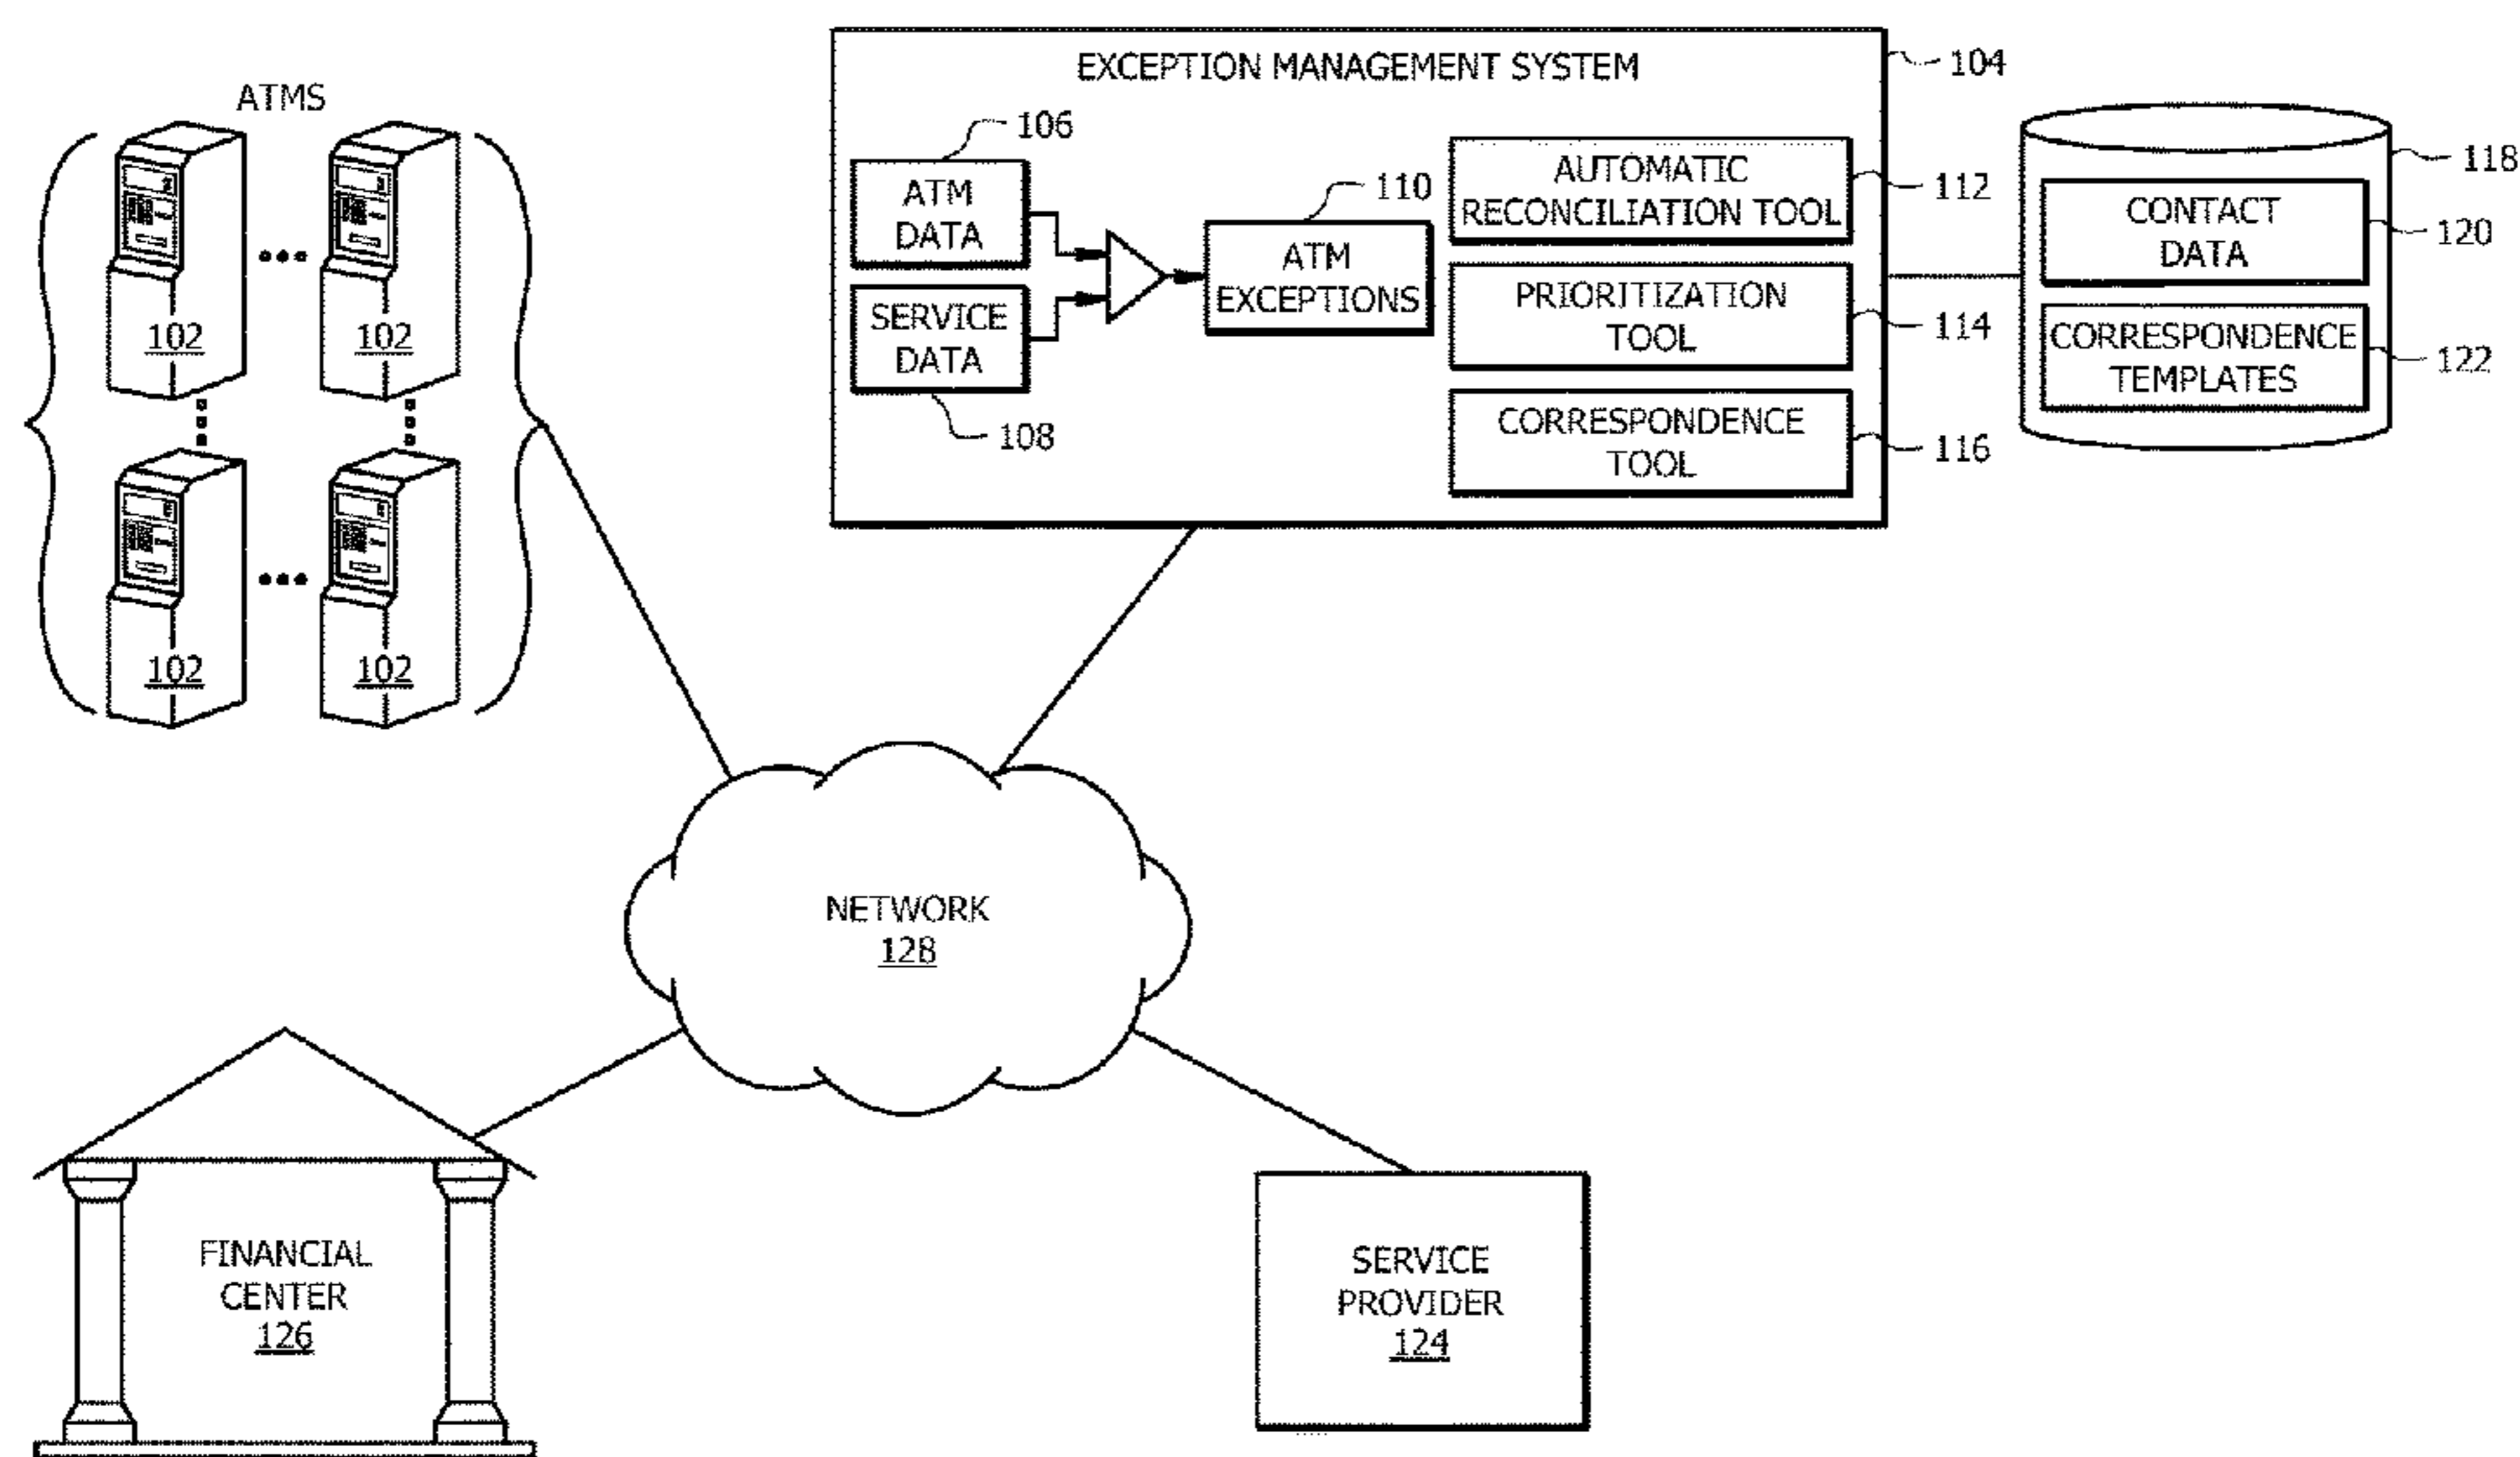 EXCEPTION MANAGEMENT SYSTEM
104
ATMS
106
ATM
DATA
110
ATM
EXCEPTIONS
SERVICE
DATA
108
AUTOMATIC
RECONCILIATION TOOL
112
PRIORITIZATION
TOOL
114
CORRESPONDENCE
TOOL
116
118
CONTACT
DATA
120
CORRESPONDENCE
TEMPLATES
122
102
102
102
102
NETWORK
128
FINANCIAL
CENTER
126
SERVICE
PROVIDER
124